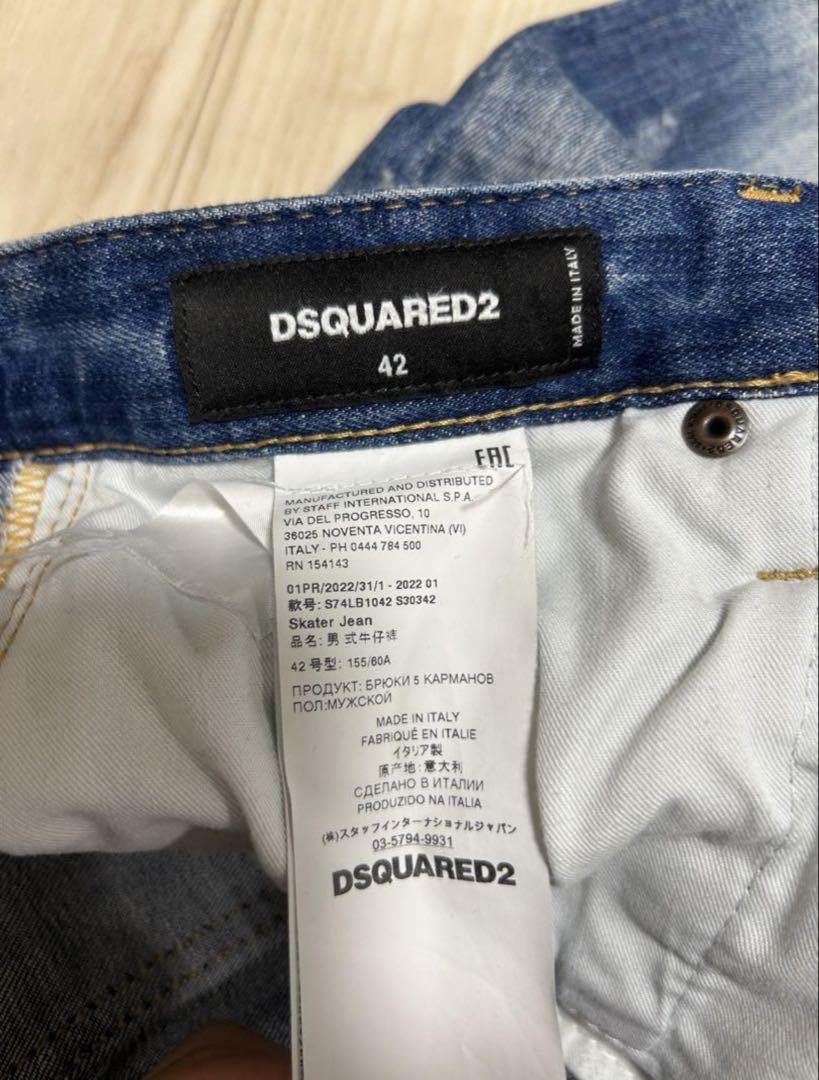 DSQUARED2
42
MADE IN ITALY
EAC
MANUFACTURED AND DISTRIBUTED
BY STAFF INTERNATIONAL S.P.A.
VIA DEL PROGRESSO, 10
36025 NOVENTA VICENTINA (VI)
ITALY - PH 0444 784 500
RN 154143
01PR/2022/31/1 - 2022 01
款号: S74LB1042 S30342
Skater Jean
品名: 男 式牛仔裤
42 号型: 155/60A
ПРОДУКТ: БРЮКИ 5 КАРМАНОВ
ПОЛ:МУЖСКОЙ
MADE IN ITALY
FABRIQUÉ EN ITALIE
イタリア製
原产地: 意大利
СДЕЛАНО В ИТАЛИИ
PRODUZIDO NA ITALIA
(株)スタッフインターナショナルジャパン
03-5794-9931
DSQUARED2